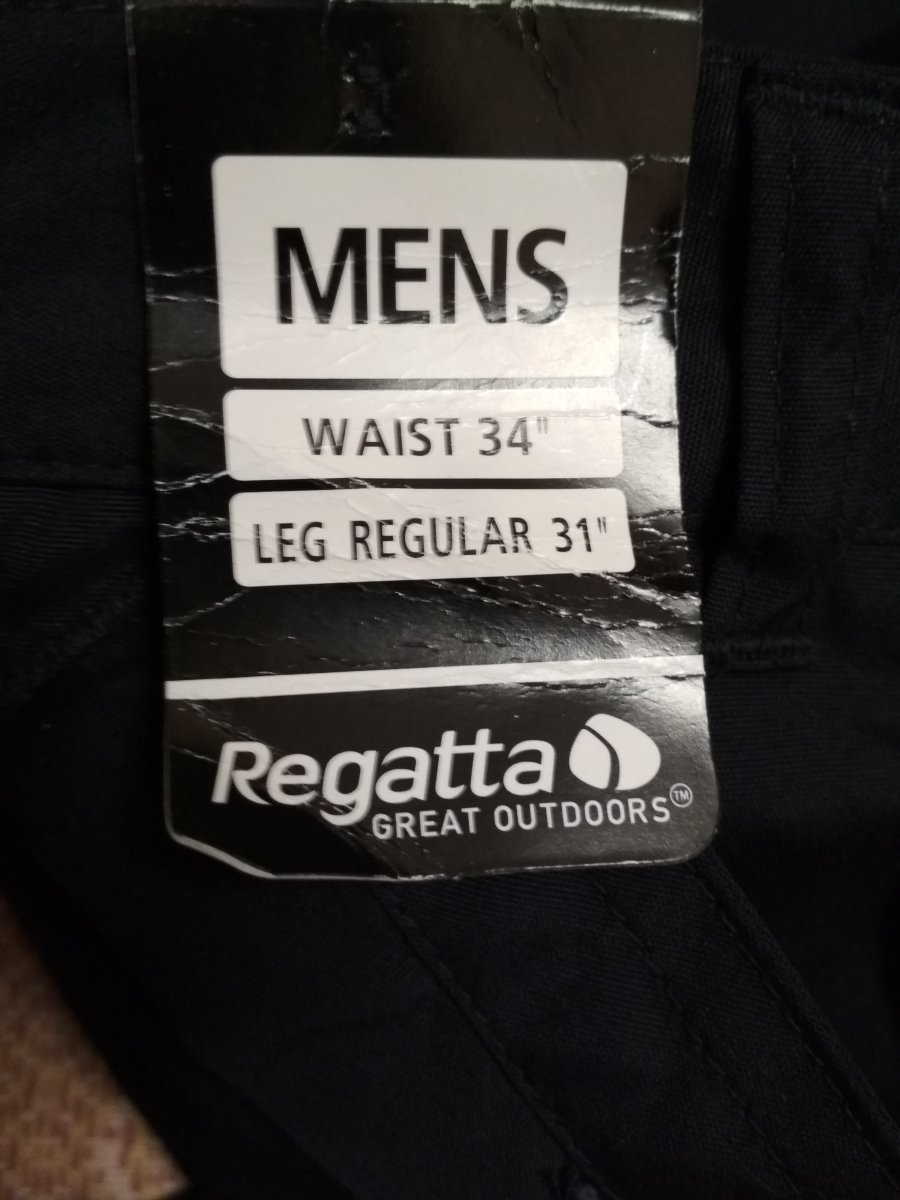 MENS
WAIST 34"
LEG REGULAR 31"
Regatta
GREAT OUTDOORS™